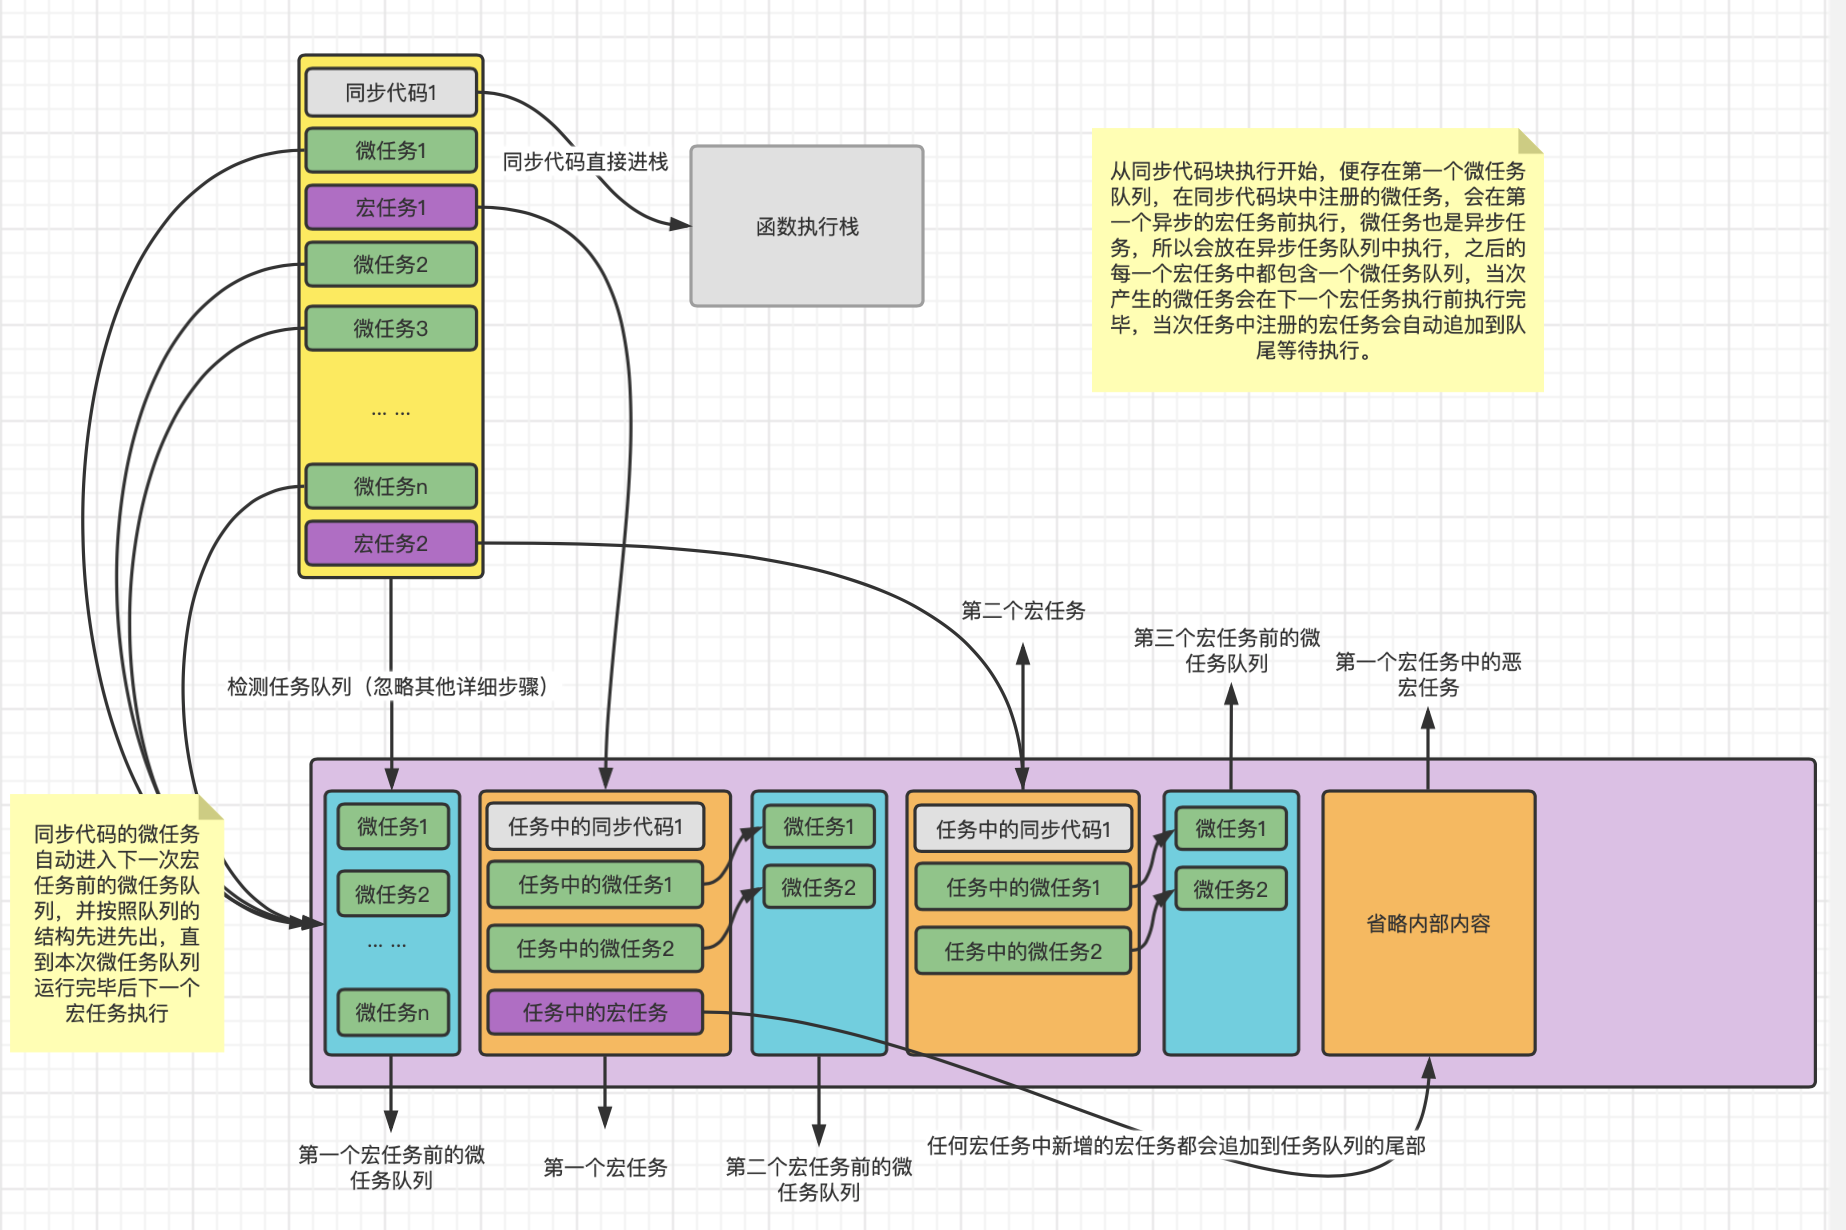 同步代码1
微任务1
宏任务1
微任务2
微任务3
... ...
微任务n
宏任务2
同步代码直接进栈
函数执行栈
从同步代码块执行开始，便存在第一个微任务
队列，在同步代码块中注册的微任务，会在第
一个异步的宏任务前执行，微任务也是异步任
务，所以会放在异步任务队列中执行，之后的
每一个宏任务中都包含一个微任务队列，当次
产生的微任务会在下一个宏任务执行前执行完
毕，当次任务中注册的宏任务会自动追加到队
尾等待执行。
检测任务队列（忽略其他详细步骤）
第二个宏任务
第三个宏任务前的微
任务队列
第一个宏任务中的恶
宏任务
同步代码的微任务
自动进入下一次宏
任务前的微任务队
列，并按照队列的
结构先进先出，直
到本次微任务队列
运行完毕后下一个
宏任务执行
微任务1
微任务2
... ...
微任务n
任务中的同步代码1
任务中的微任务1
任务中的微任务2
任务中的宏任务
微任务1
微任务2
任务中的同步代码1
任务中的微任务1
任务中的微任务2
微任务1
微任务2
省略内部内容
第一个宏任务前的微
任务队列
第一个宏任务
第二个宏任务前的微
任务队列
任何宏任务中新增的宏任务都会追加到任务队列的尾部